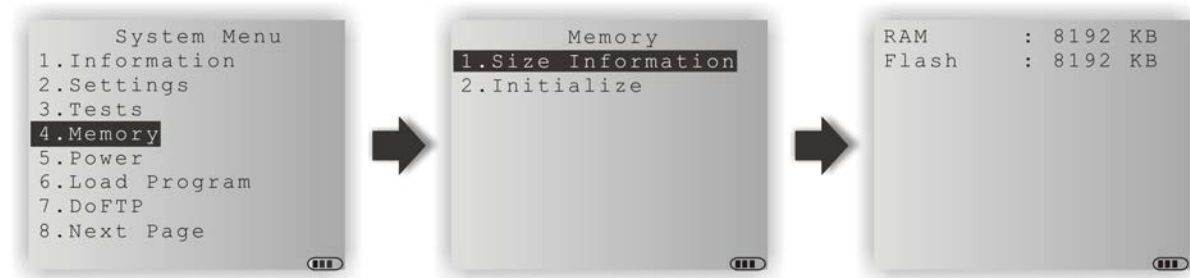 System Menu
1.Information
2.Settings
3.Tests
4.Memory
5.Power
6.Load Program
7.DoFTP
8.Next Page
Memory
1.Size Information
2.Initialize
RAM : 8192 KB
Flash : 8192 KB